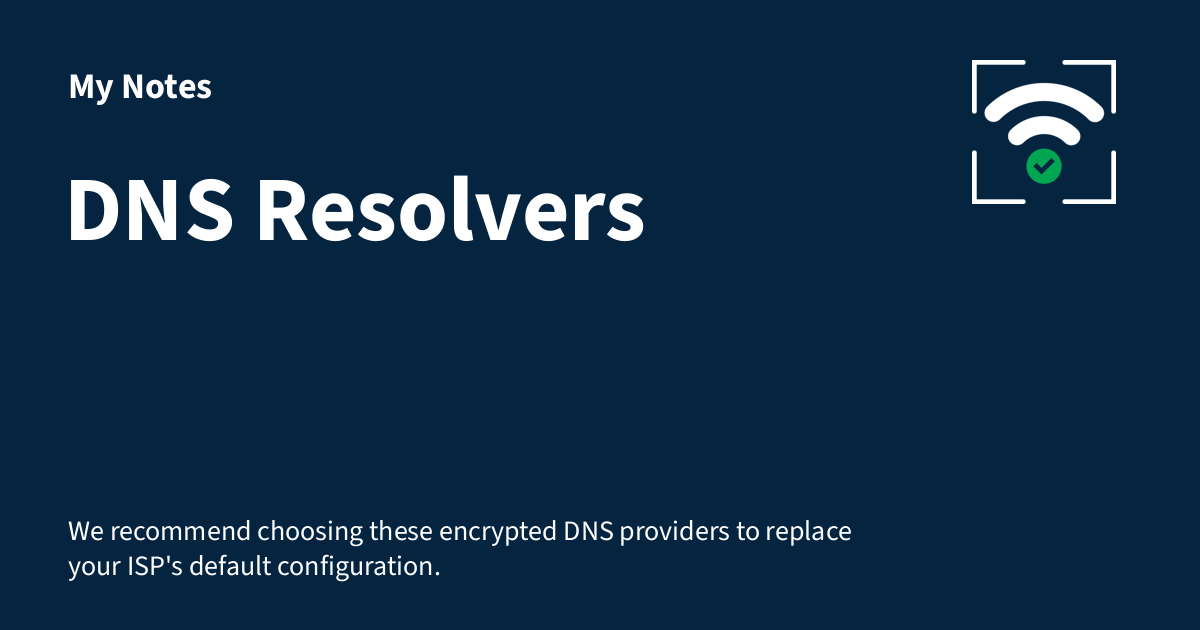 My Notes
DNS Resolvers
We recommend choosing these encrypted DNS providers to replace
your ISP's default configuration.